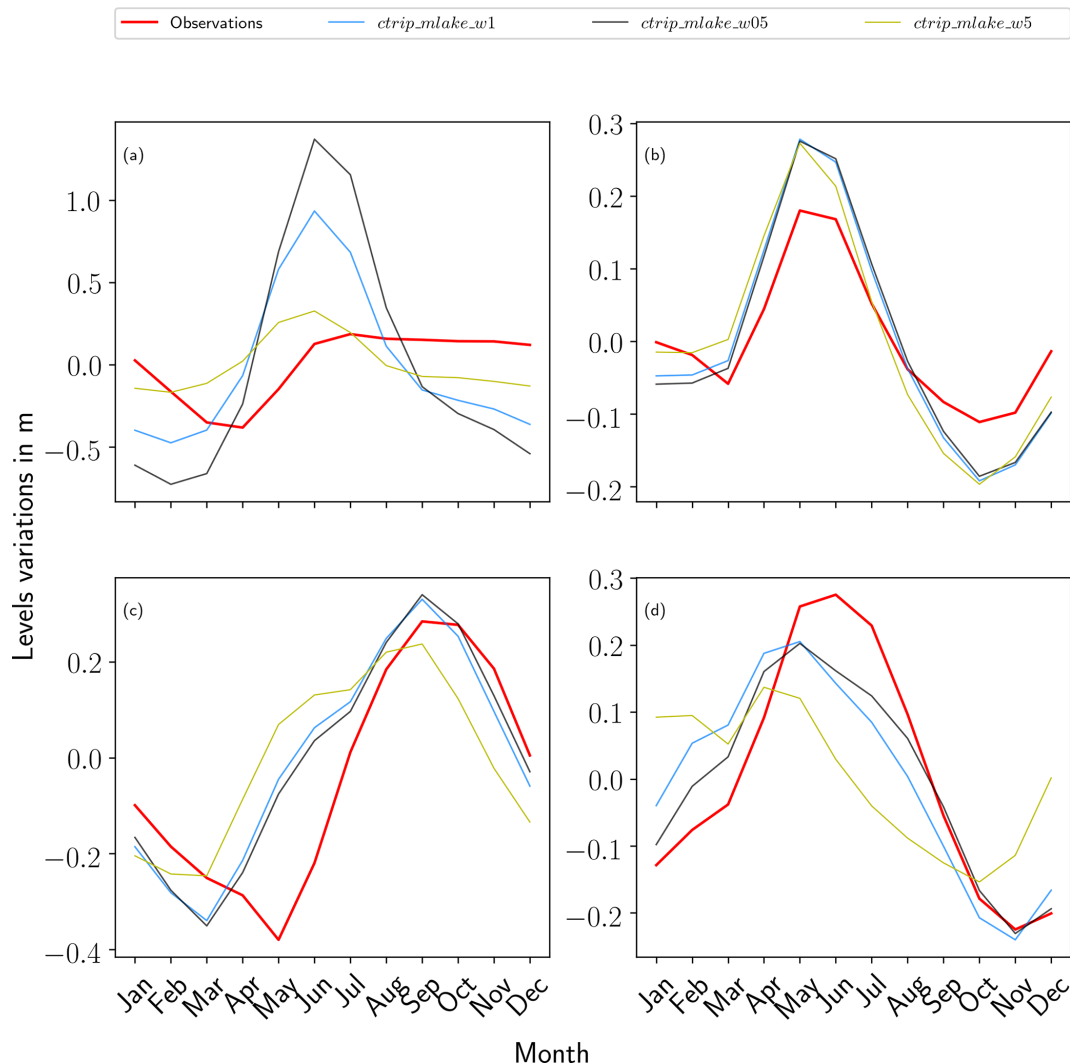 Observations ctrip_mlake_w1 ctrip_mlake_w05 ctrip_mlake_w5
(a)
1.0
0.5
0.0
−0.5
(b)
0.3
0.2
0.1
0.0
−0.1
−0.2
Levels variations in m
(c)
0.2
0.0
−0.2
−0.4
Jan Feb Mar Apr May Jun Jul Aug Sep Oct Nov Dec
(d)
0.3
0.2
0.1
0.0
−0.1
−0.2
Jan Feb Mar Apr May Jun Jul Aug Sep Oct Nov Dec
Month